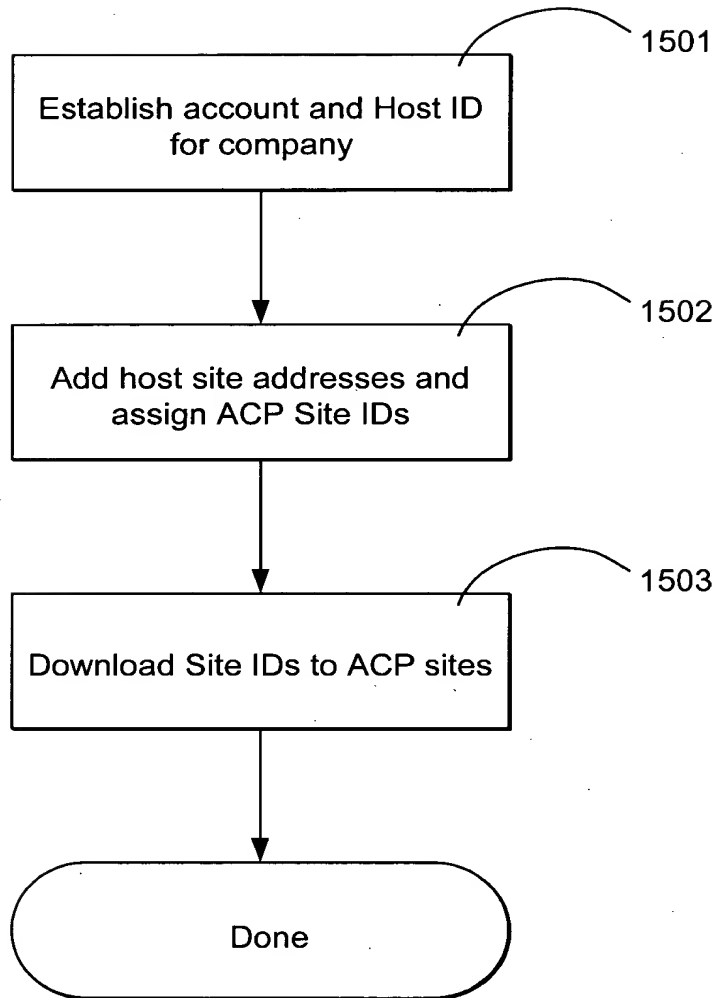 1501
Establish account and Host ID
for company
1502
Add host site addresses and
assign ACP Site IDs
1503
Download Site IDs to ACP sites
Done